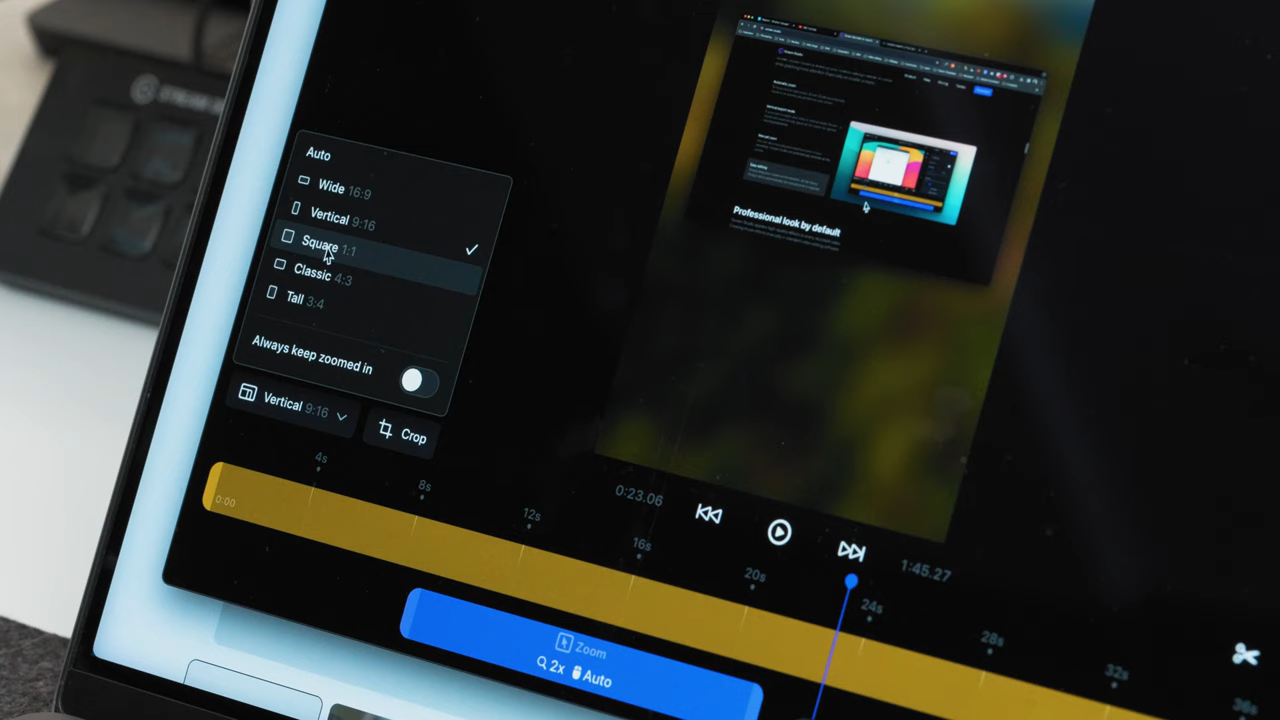 STREAM
Auto
Wide 16:9
Vertical 9:16
Square 1:1
Classic 4:3
Tall 3:4
Always keep zoomed in
Vertical 9:16
Crop
Professional look by default
0:23.06
1:45.27
4s
8s
12s
16s
20s
24s
28s
32s
36s
0:00
Zoom
2x Auto